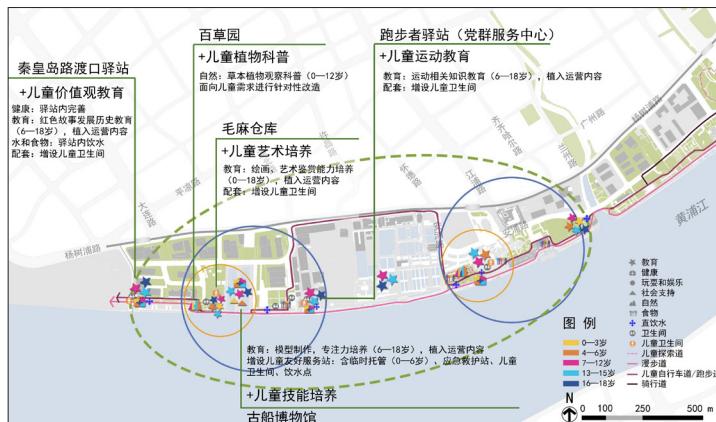 百草园
+儿童植物科普
自然：草本植物观察科普（0—12岁）
面向儿童需求进行针对性改造
跑步者驿站（党群服务中心）
+儿童运动教育
教育：运动相关知识教育（6—18岁），植入运营内容
配套：增设儿童卫生间
秦皇岛路渡口驿站
+儿童价值观教育
健康：驿站内完善
教育：红色故事发展历史教育
（6—18岁），植入运营内容
水和食物：驿站内饮水
配套：增设儿童卫生间
毛麻仓库
+儿童艺术培养
教育：绘画、艺术鉴赏能力培养
（0—18岁），植入运营内容
配套：增设儿童卫生间
大连路
平凉路
许昌路
怀德路
江浦路
齐齐哈尔路
兰州路
广州路
杨树浦路
安浦路
杨树浦路
黄浦江
教育：模型制作，专注力培养（6—18岁），植入运营内容
增设儿童友好服务站：含临时托管（0—6岁）、应急救护站、儿童
卫生间、饮水点
+儿童技能培养
古船博物馆
教育
健康
玩耍和娱乐
社会支持
自然
食物
直饮水
卫生间
儿童卫生间
儿童探索道
漫步道
儿童自行车道/跑步道
骑行道
图 例
0—3岁
4—6岁
7—12岁
13—15岁
16—18岁
N
0 100 200 500 m